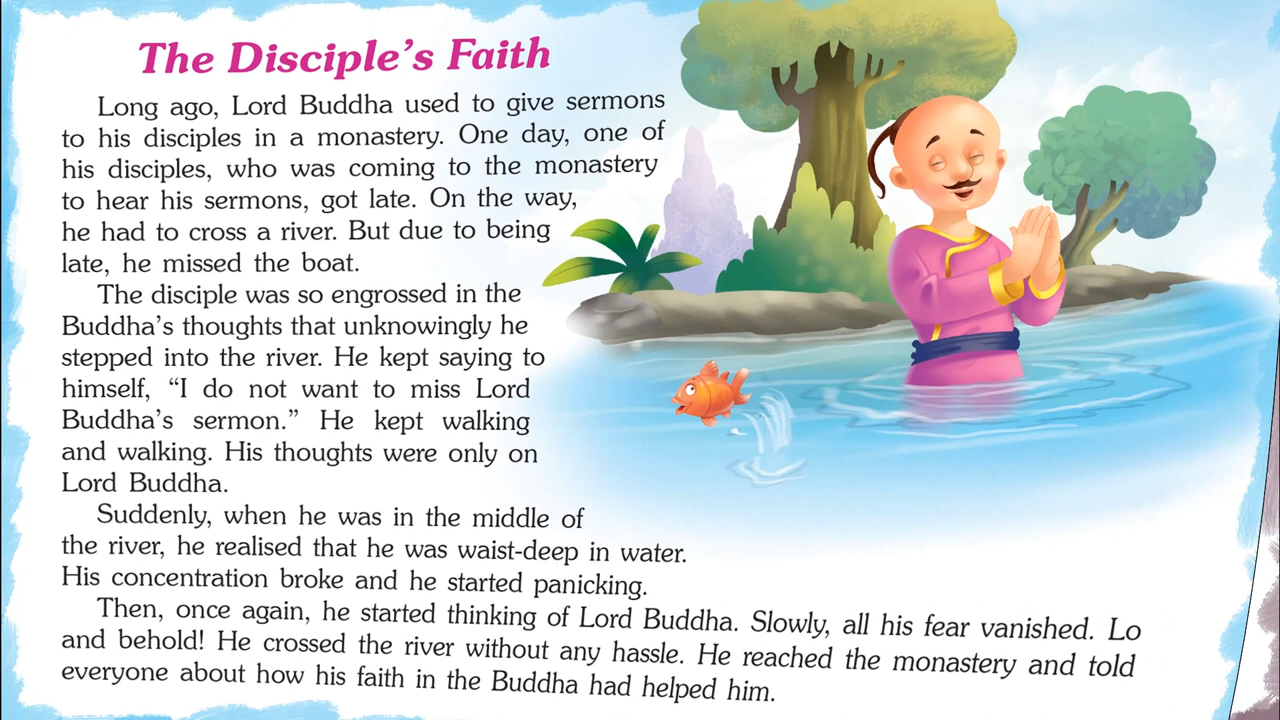 The Disciple's Faith
Long ago, Lord Buddha used to give sermons
to his disciples in a monastery. One day, one of
his disciples, who was coming to the monastery
to hear his sermons, got late. On the way,
he had to cross a river. But due to being
late, he missed the boat.
The disciple was so engrossed in the
Buddha's thoughts that unknowingly he
stepped into the river. He kept saying to
himself, “I do not want to miss Lord
Buddha's sermon.” He kept walking
and walking. His thoughts were only on
Lord Buddha.
Suddenly, when he was in the middle of
the river, he realised that he was waist-deep in water.
His concentration broke and he started panicking.
Then, once again, he started thinking of Lord Buddha. Slowly, all his fear vanished. Lo
and behold! He crossed the river without any hassle. He reached the monastery and told
everyone about how his faith in the Buddha had helped him.